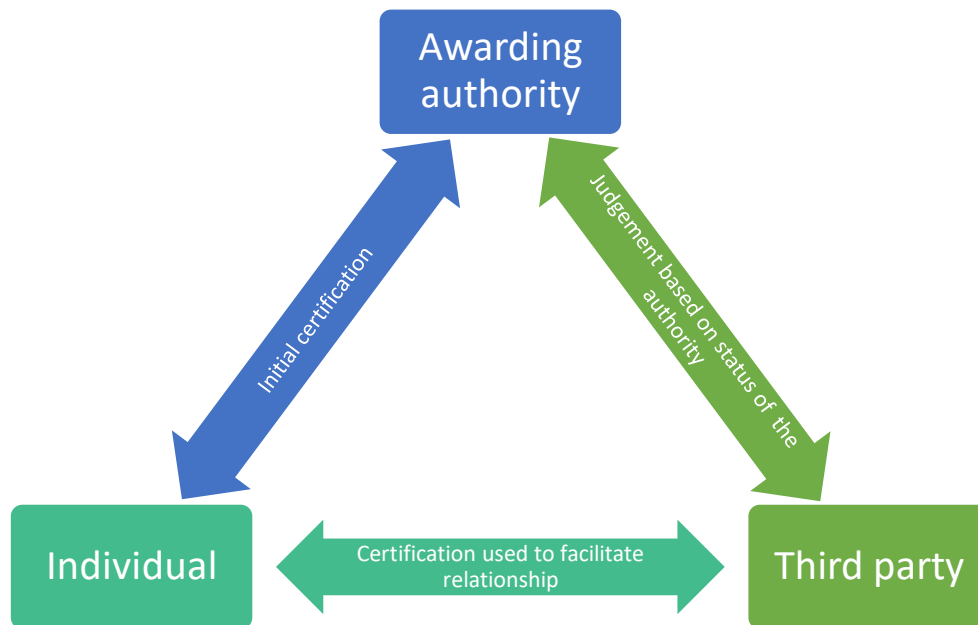 Awarding
authority
Judgement based on status of the
authority
Initial certification
Individual
Certification used to facilitate
relationship
Third party